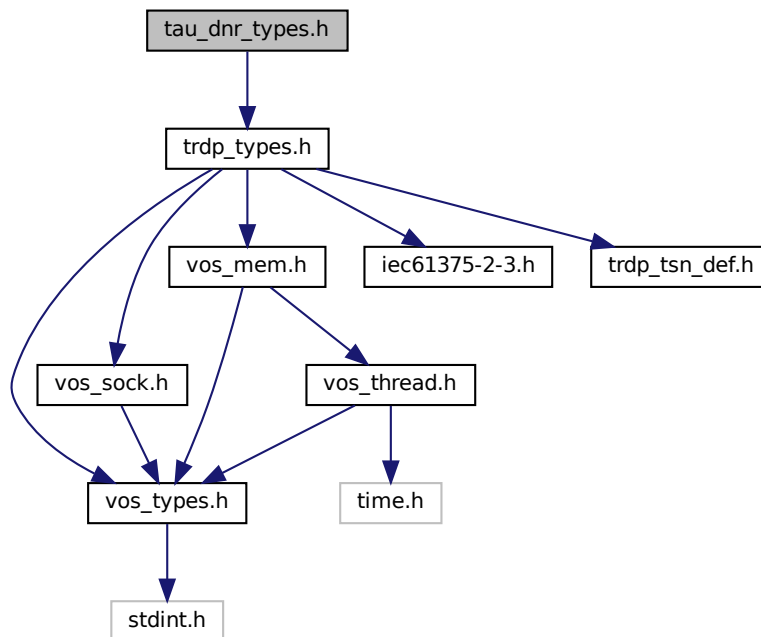 tau_dnr_types.h
trdp_types.h
vos_mem.h
iec61375-2-3.h
trdp_tsn_def.h
vos_sock.h
vos_thread.h
vos_types.h
time.h
stdint.h